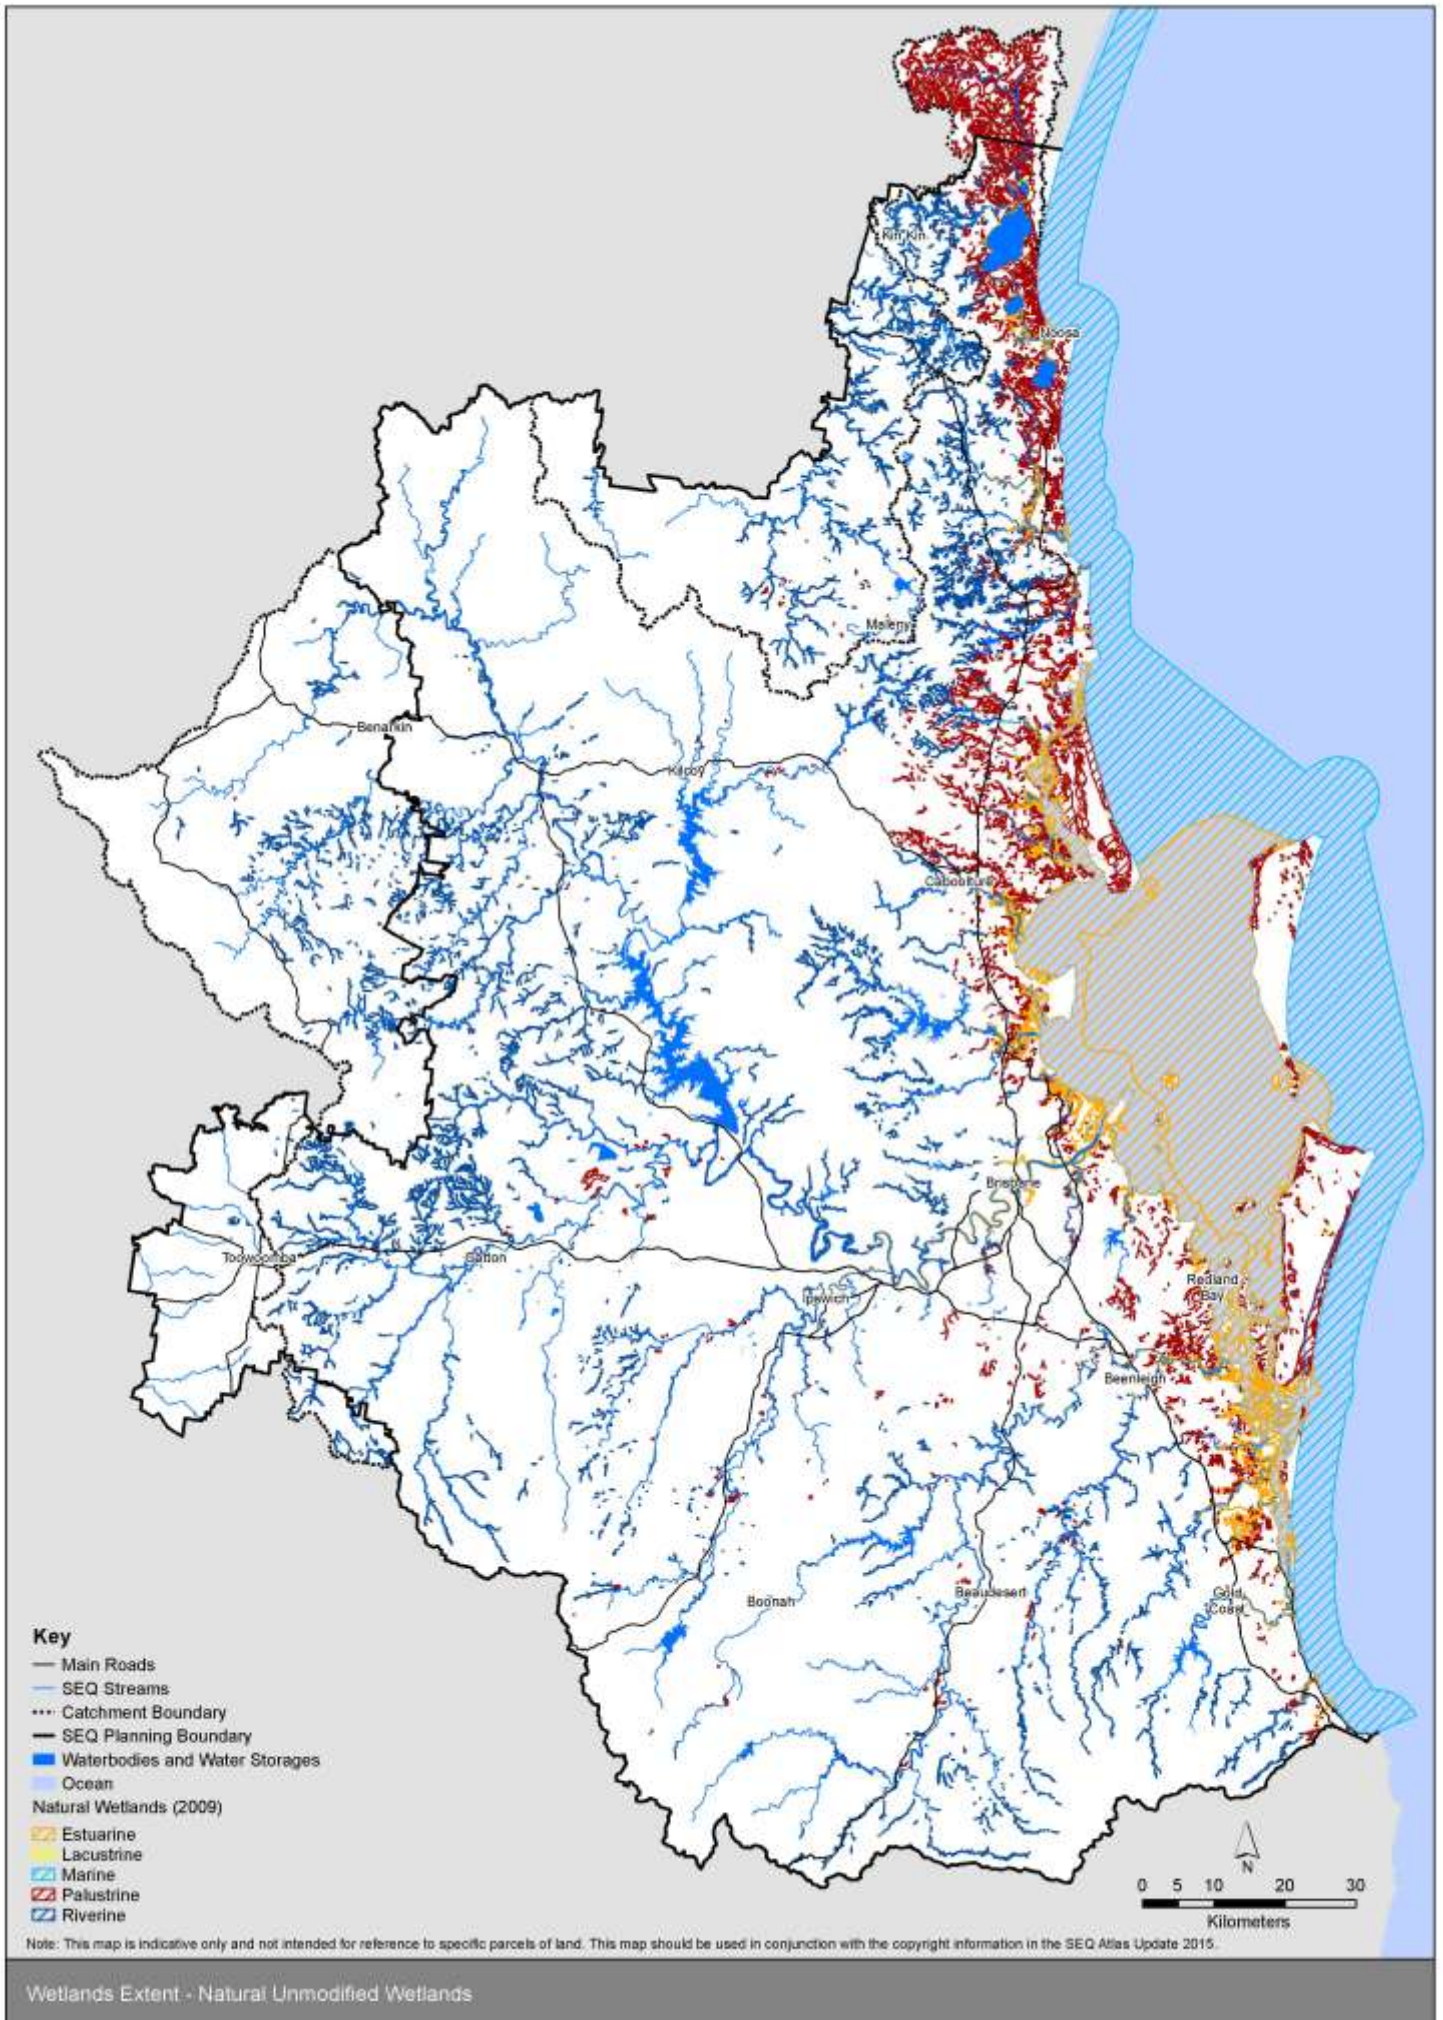 Kin Kin
Noosa
Maleny
Benarkin
Kilcoy
Caboolture
Brisbane
Toowoomba
Gatton
Redland
Bay
Ipswich
Beenleigh
Boonah
Beaudesert
Gold
Coast
Key
Main Roads
SEQ Streams
Catchment Boundary
SEQ Planning Boundary
Waterbodies and Water Storages
Ocean
Natural Wetlands (2009)
Estuarine
Lacustrine
Marine
Palustrine
Riverine
N
0 5 10 20 30
Kilometers
Note: This map is indicative only and not intended for reference to specific parcels of land. This map should be used in conjunction with the copyright information in the SEQ Atlas Update 2015.
Wetlands Extent - Natural Unmodified Wetlands